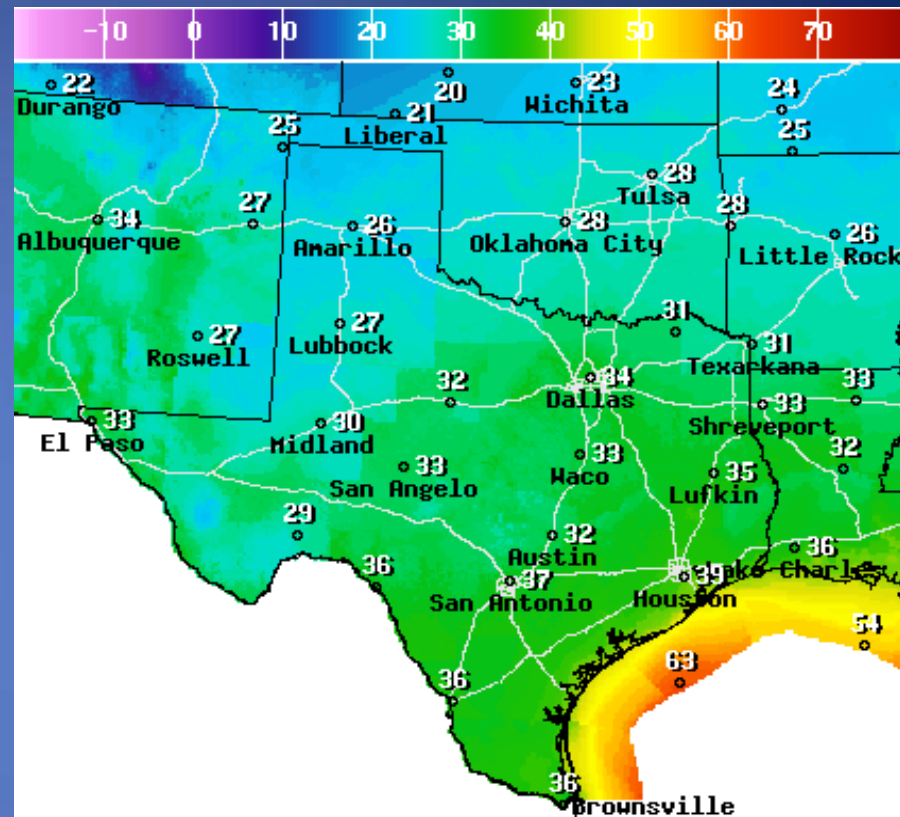 -10 0 10 20 30 40 50 60 70
22
Durango
20
21
Liberal
23
Wichita
24
25
25
28
Tulsa
34
Albuquerque
27
26
Amarillo
28
Oklahoma City
28
26
Little Rock
27
Roswell
27
Lubbock
31
31
Texarkana
33
El Paso
30
Midland
32
34
Dallas
33
Shreveport
33
33
San Angelo
33
Waco
35
Lufkin
32
29
36
32
Austin
37
San Antonio
39
Houston
36
Lake Charles
54
63
36
36
Brownsville